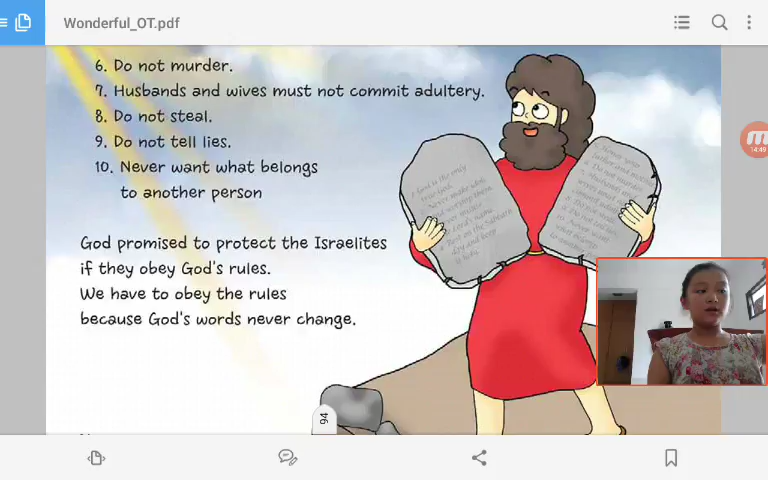 Wonderful_OT.pdf
6. Do not murder.
7. Husbands and wives must not commit adultery.
8. Do not steal.
9. Do not tell lies.
10. Never want what belongs
to another person
God promised to protect the Israelites
if they obey God's rules.
We have to obey the rules
because God's words never change.
94
14:49